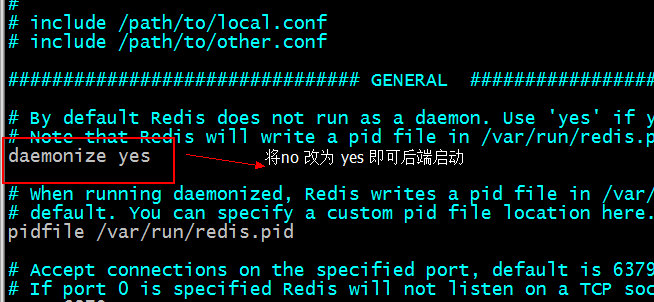 #
# include /path/to/local.conf
# include /path/to/other.conf
################################ GENERAL ####################
# By default Redis does not run as a daemon. Use 'yes' if y
# Note that Redis will write a pid file in /var/run/redis.p
daemonize yes
将no 改为 yes 即可后端启动
# When running daemonized, Redis writes a pid file in /var/
# default. You can specify a custom pid file location here.
pidfile /var/run/redis.pid
# Accept connections on the specified port, default is 6379
# If port 0 is specified Redis will not listen on a TCP soc